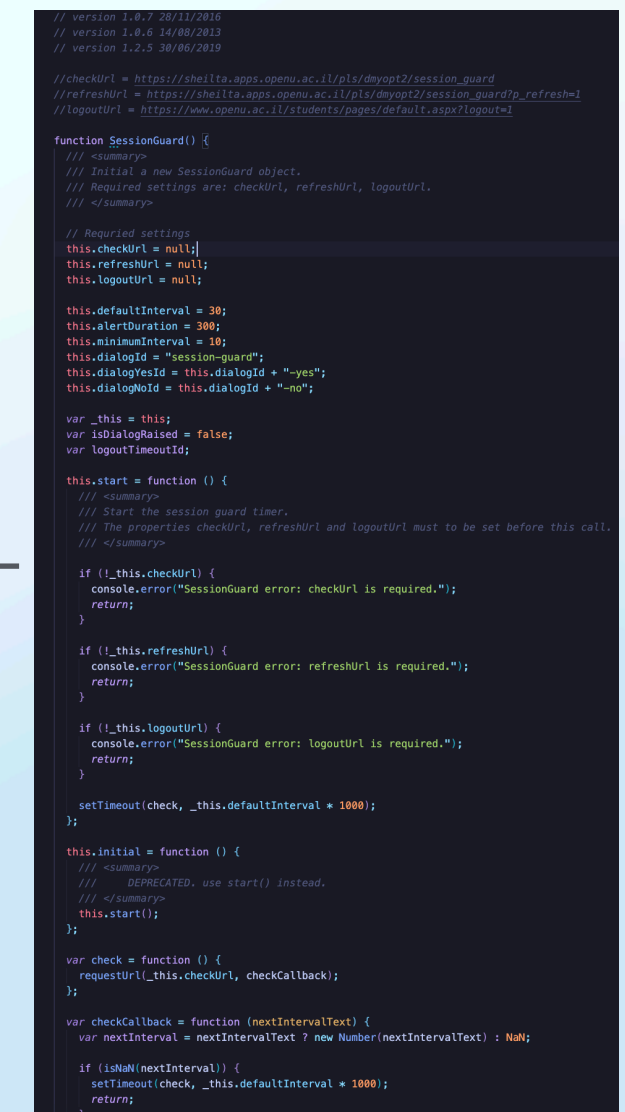 // version 1.0.7 28/11/2016
// version 1.0.6 14/08/2013
// version 1.2.5 30/06/2019
//checkUrl = https://sheilta.apps.openu.ac.il/pls/dmyopt2/session_guard
//refreshUrl = https://sheilta.apps.openu.ac.il/pls/dmyopt2/session_guard?p_refresh=1
//logoutUrl = https://www.openu.ac.il/students/pages/default.aspx?logout=1
function SessionGuard() {
/// <summary>
/// Initial a new SessionGuard object.
/// Required settings are: checkUrl, refreshUrl, logoutUrl.
/// </summary>
// Requried settings
this.checkUrl = null;
this.refreshUrl = null;
this.logoutUrl = null;
this.defaultInterval = 30;
this.alertDuration = 300;
this.minimumInterval = 10;
this.dialogId = "session-guard";
this.dialogYesId = this.dialogId + "-yes";
this.dialogNoId = this.dialogId + "-no";
var _this = this;
var isDialogRaised = false;
var logoutTimeoutId;
this.start = function () {
/// <summary>
/// Start the session guard timer.
/// The properties checkUrl, refreshUrl and logoutUrl must to be set before this call.
/// </summary>
if (!_this.checkUrl) {
console.error("SessionGuard error: checkUrl is required.");
return;
}
if (!_this.refreshUrl) {
console.error("SessionGuard error: refreshUrl is required.");
return;
}
if (!_this.logoutUrl) {
console.error("SessionGuard error: logoutUrl is required.");
return;
}
setTimeout(check, _this.defaultInterval * 1000);
};
this.initial = function () {
/// <summary>
/// DEPRECATED. use start() instead.
/// </summary>
this.start();
};
var check = function () {
requestUrl(_this.checkUrl, checkCallback);
};
var checkCallback = function (nextIntervalText) {
var nextInterval = nextIntervalText ? new Number(nextIntervalText) : NaN;
if (isNaN(nextInterval)) {
setTimeout(check, _this.defaultInterval * 1000);
return;
}